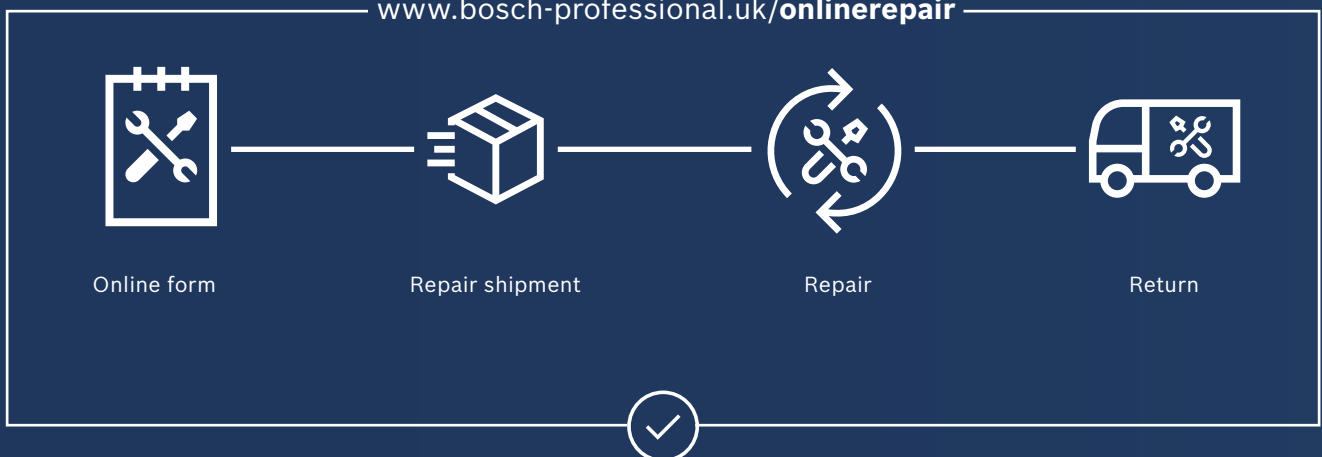 www.bosch-professional.uk/onlinerepair
Online form
Repair shipment
Repair
Return